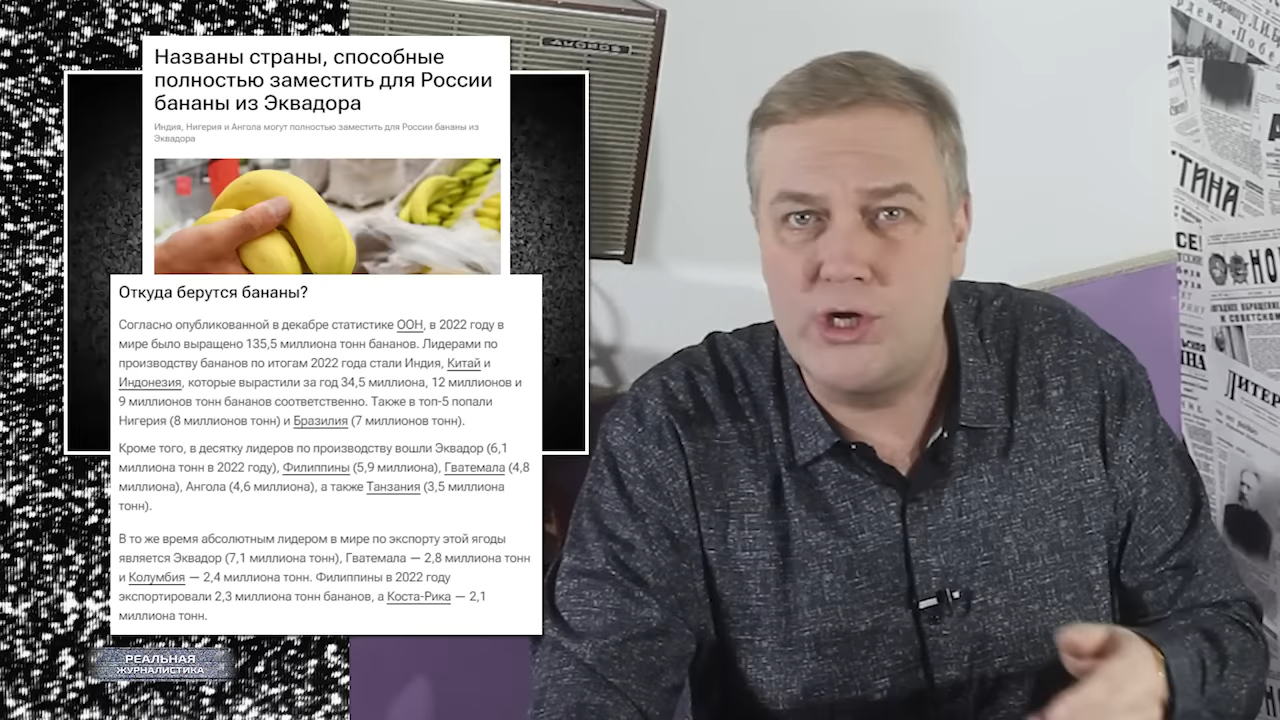 Названы страны, способные
полностью заместить для России
бананы из Эквадора
Индия, Нигерия и Ангола могут полностью заместить для России бананы из
Эквадора
Откуда берутся бананы?
Согласно опубликованной в декабре статистике ООН, в 2022 году в
мире было выращено 135,5 миллиона тонн бананов. Лидерами по
производству бананов по итогам 2022 года стали Индия, Китай и
Индонезия, которые вырастили за год 34,5 миллиона, 12 миллионов и
9 миллионов тонн бананов соответственно. Также в топ-5 попали
Нигерия (8 миллионов тонн) и Бразилия (7 миллионов тонн).
Кроме того, в десятку лидеров по производству вошли Эквадор (6,1
миллиона тонн в 2022 году), Филиппины (5,9 миллиона), Гватемала (4,8
миллиона), Ангола (4,6 миллиона), а также Танзания (3,5 миллиона
тонн).
В то же время абсолютным лидером в мире по экспорту этой ягоды
является Эквадор (7,1 миллиона тонн), Гватемала — 2,8 миллиона тонн
и Колумбия — 2,4 миллиона тонн. Филиппины в 2022 году
экспортировали 2,3 миллиона тонн бананов, а Коста-Рика — 2,1
миллиона тонн.
РЕАЛЬНАЯ
ЖУРНАЛИСТИКА
ТИНА
СЕ!
ЛИТЕР